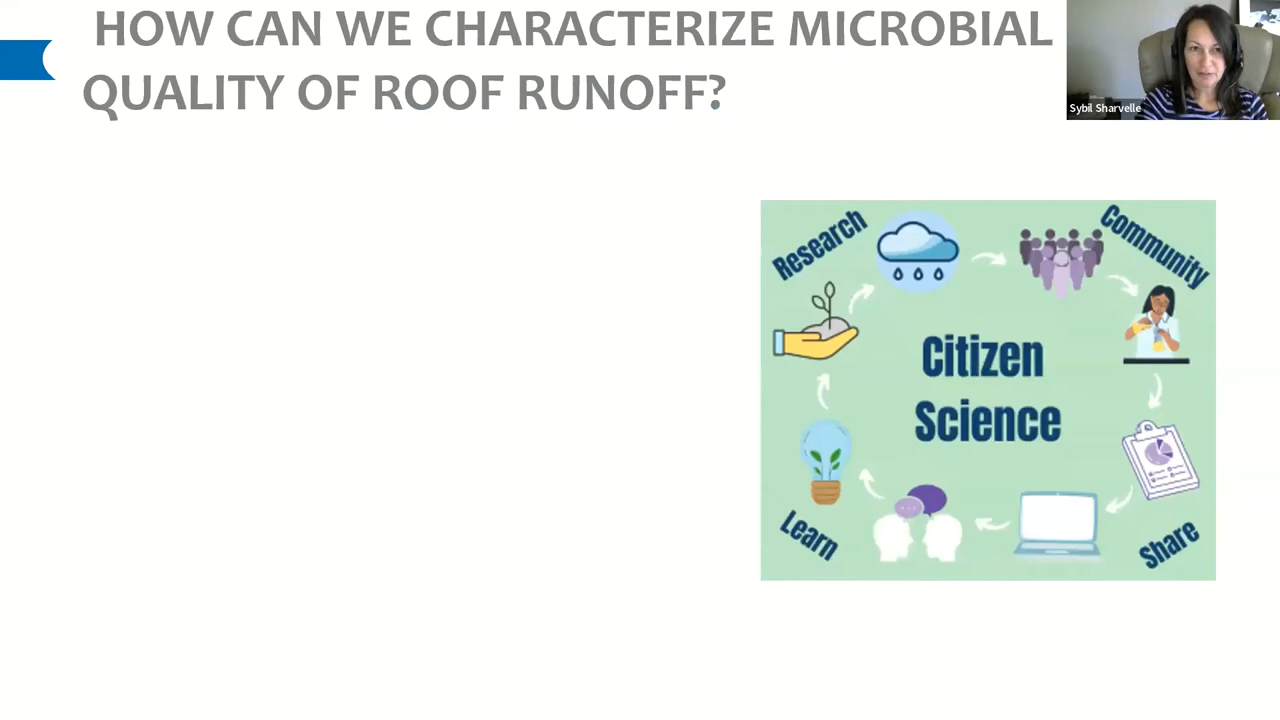 HOW CAN WE CHARACTERIZE MICROBIAL
QUALITY OF ROOF RUNOFF?
Sybil Sharvelle
Research
Community
Citizen
Science
Learn
Share